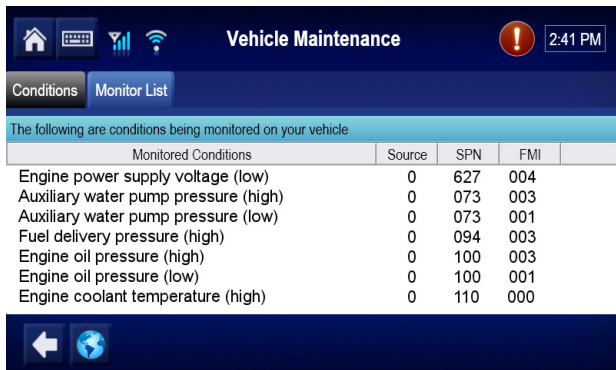 Vehicle Maintenance
2:41 PM
Conditions Monitor List
The following are conditions being monitored on your vehicle
Monitored Conditions Source SPN FMI
Engine power supply voltage (low) 0 627 004
Auxiliary water pump pressure (high) 0 073 003
Auxiliary water pump pressure (low) 0 073 001
Fuel delivery pressure (high) 0 094 003
Engine oil pressure (high) 0 100 003
Engine oil pressure (low) 0 100 001
Engine coolant temperature (high) 0 110 000